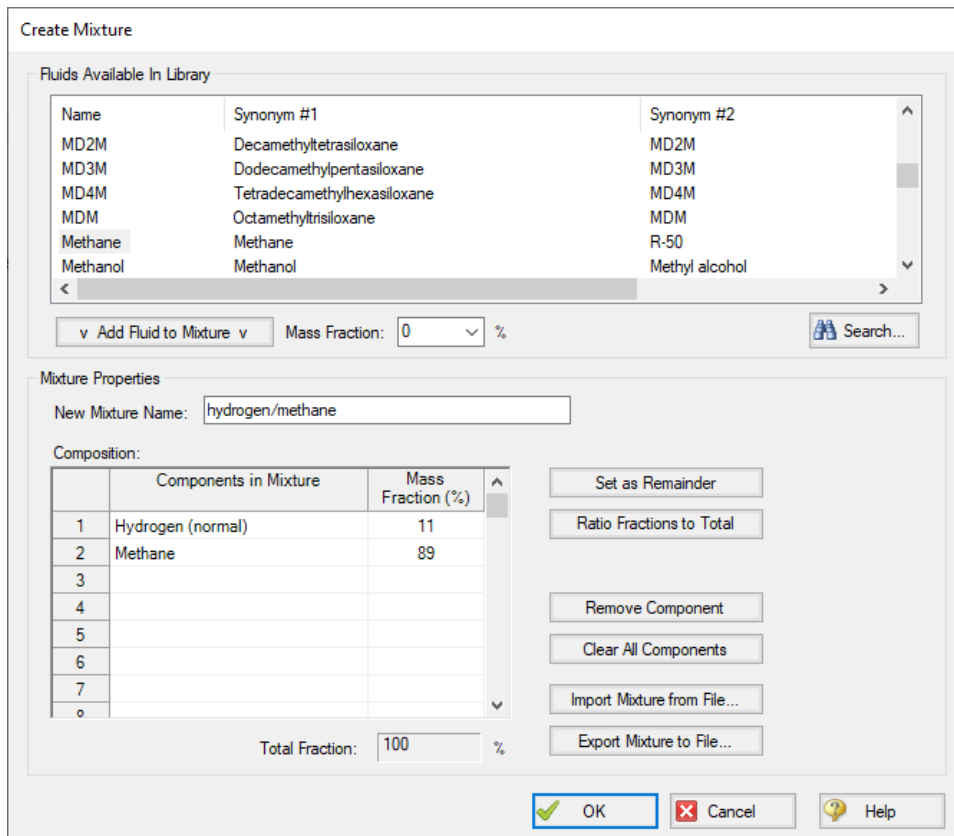 Create Mixture
Fluids Available In Library
Name Synonym #1 Synonym #2
MD2M Decamethyltetrasiloxane MD2M
MD3M Dodecamethylpentasiloxane MD3M
MD4M Tetradecamethylhexasiloxane MD4M
MDM Octamethyltrisiloxane MDM
Methane Methane R-50
Methanol Methanol Methyl alcohol
v Add Fluid to Mixture v Mass Fraction: 0 % Search...
Mixture Properties
New Mixture Name: hydrogen/methane
Composition:
Components in Mixture Mass Fraction (%)
1 Hydrogen (normal) 11
2 Methane 89
3
4
5
6
7
8
Set as Remainder
Ratio Fractions to Total
Remove Component
Clear All Components
Import Mixture from File...
Export Mixture to File...
Total Fraction: 100 %
OK Cancel Help